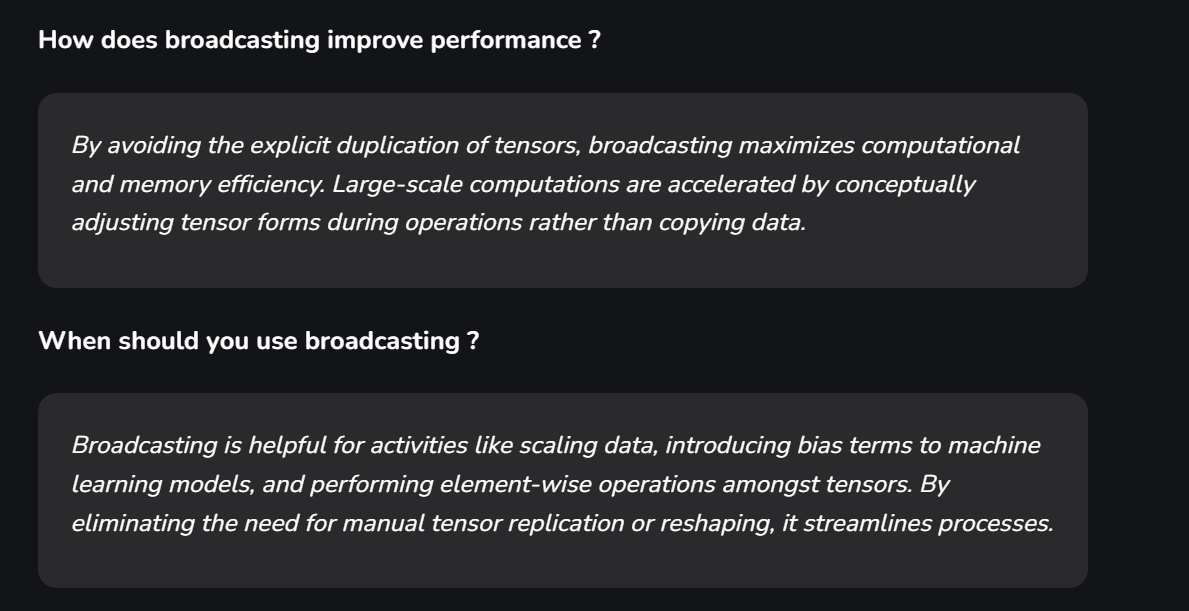 How does broadcasting improve performance ?
By avoiding the explicit duplication of tensors, broadcasting maximizes computational
and memory efficiency. Large-scale computations are accelerated by conceptually
adjusting tensor forms during operations rather than copying data.
When should you use broadcasting ?
Broadcasting is helpful for activities like scaling data, introducing bias terms to machine
learning models, and performing element-wise operations amongst tensors. By
eliminating the need for manual tensor replication or reshaping, it streamlines processes.